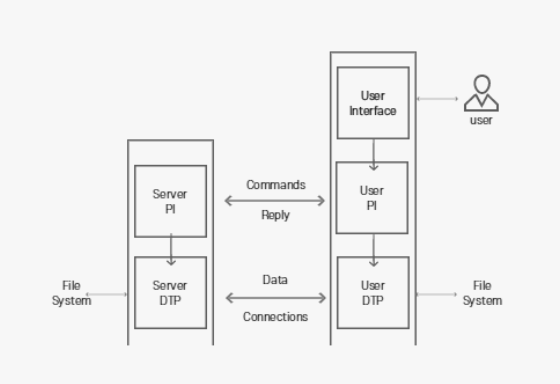 User
Interface
user
Server
PI
Commands
Reply
User
PI
File
System
Server
DTP
Data
Connections
User
DTP
File
System